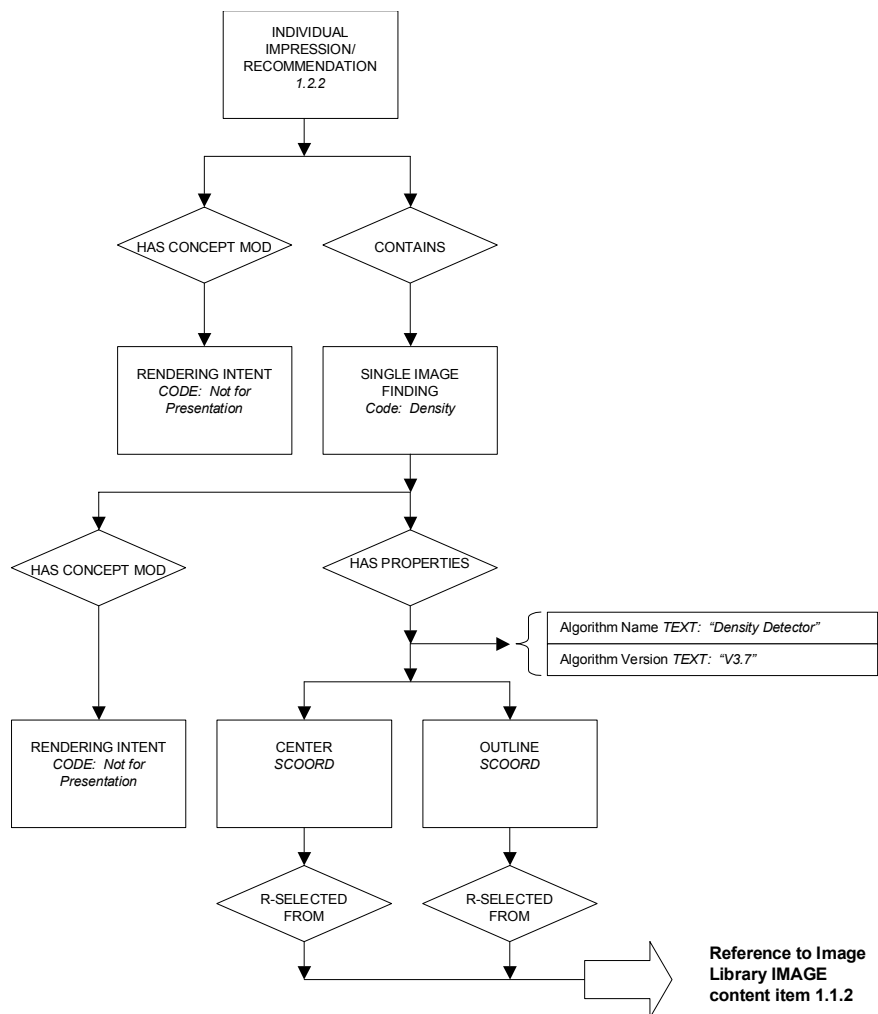 INDIVIDUAL
IMPRESSION/
RECOMMENDATION
1.2.2
HAS CONCEPT MOD
CONTAINS
RENDERING INTENT
CODE: Not for
Presentation
SINGLE IMAGE
FINDING
Code: Density
HAS CONCEPT MOD
HAS PROPERTIES
Algorithm Name TEXT: "Density Detector"
Algorithm Version TEXT: "V3.7"
RENDERING INTENT
CODE: Not for
Presentation
CENTER
SCOORD
OUTLINE
SCOORD
R-SELECTED
FROM
R-SELECTED
FROM
Reference to Image
Library IMAGE
content item 1.1.2